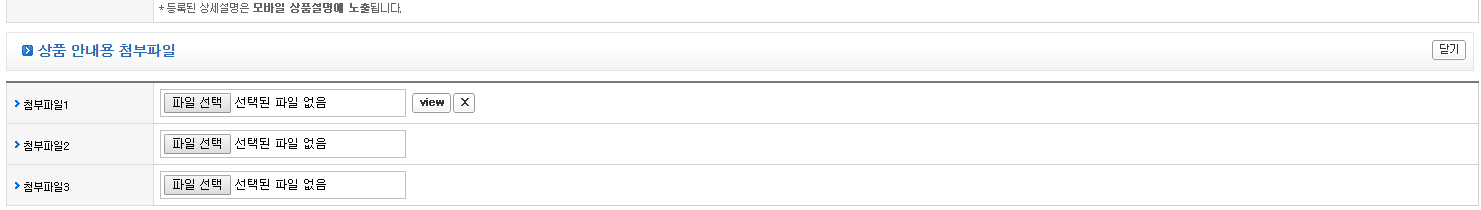 * 등록된 상세설명은 모바일 상품설명에 노출됩니다.
상품 안내용 첨부파일 닫기
첨부파일1 파일 선택 선택된 파일 없음 view X
첨부파일2 파일 선택 선택된 파일 없음
첨부파일3 파일 선택 선택된 파일 없음